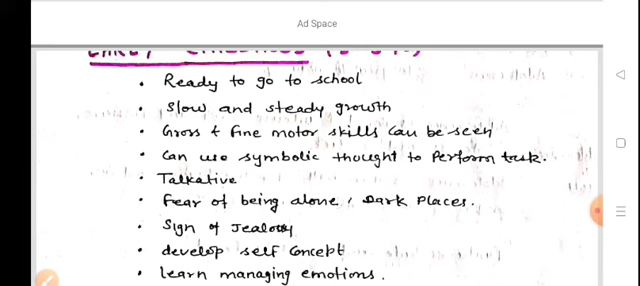 Ad Space
EARLY CHILDHOOD
• Ready to go to school
• Slow and steady growth
• Gross & fine motor skills can be seen
• Can use symbolic thought to perform task.
• Talkative
• Fear of being alone, Dark Places.
• Sign of Jealousy
• develop self concept
• learn managing emotions.